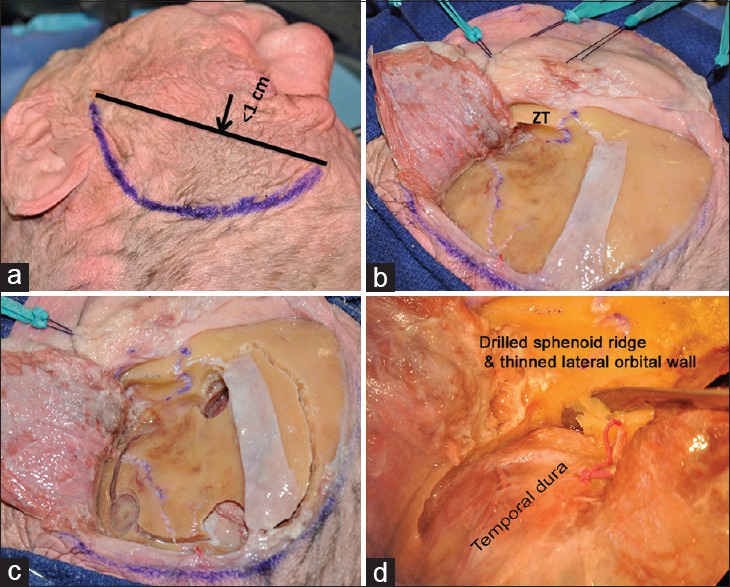 <1 cm
a
ZT
b
c
Drilled sphenoid ridge
& thinned lateral orbital wall
Temporal dura
d